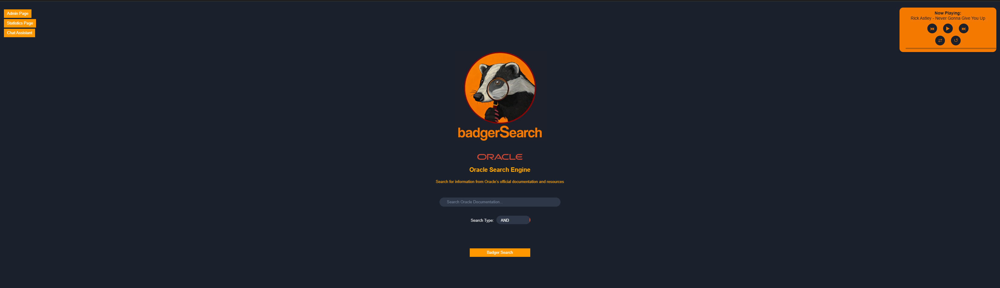 Admin Page
Statistics Page
Chat Assistant
Now Playing:
Rick Astley - Never Gonna Give You Up
badgerSearch
ORACLE
Oracle Search Engine
Search for information from Oracle's official documentation and resources
Search Oracle Documentation...
Search Type: AND
Badger Search